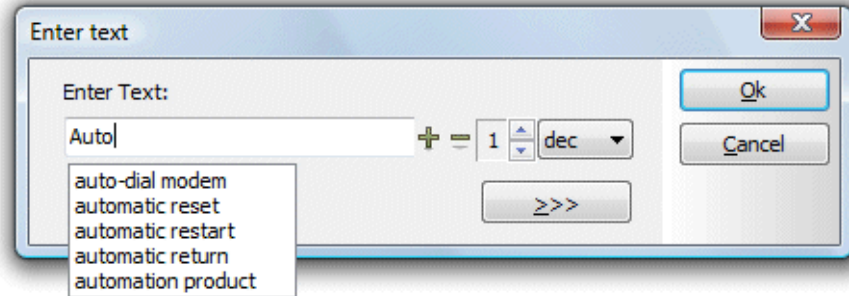 Enter text
Enter Text:
Ok
Auto
1
dec
Cancel
auto-dial modem
automatic reset
automatic restart
automatic return
automation product
>>>